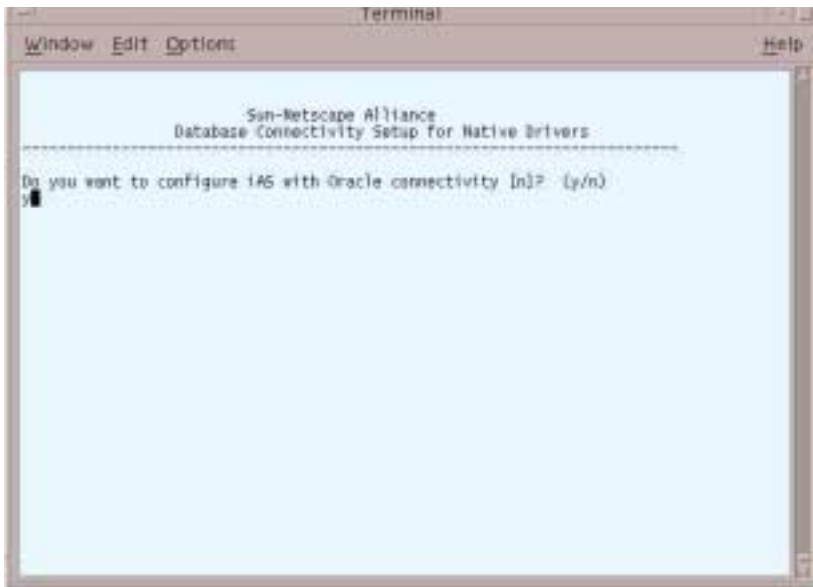 Terminal
Window Edit Options Help
Sun-Netscape Alliance
Database Connectivity Setup for Native Drivers
--------------------------------------------------------------------------
Do you want to configure iAS with Oracle connectivity [n]? (y/n)
y